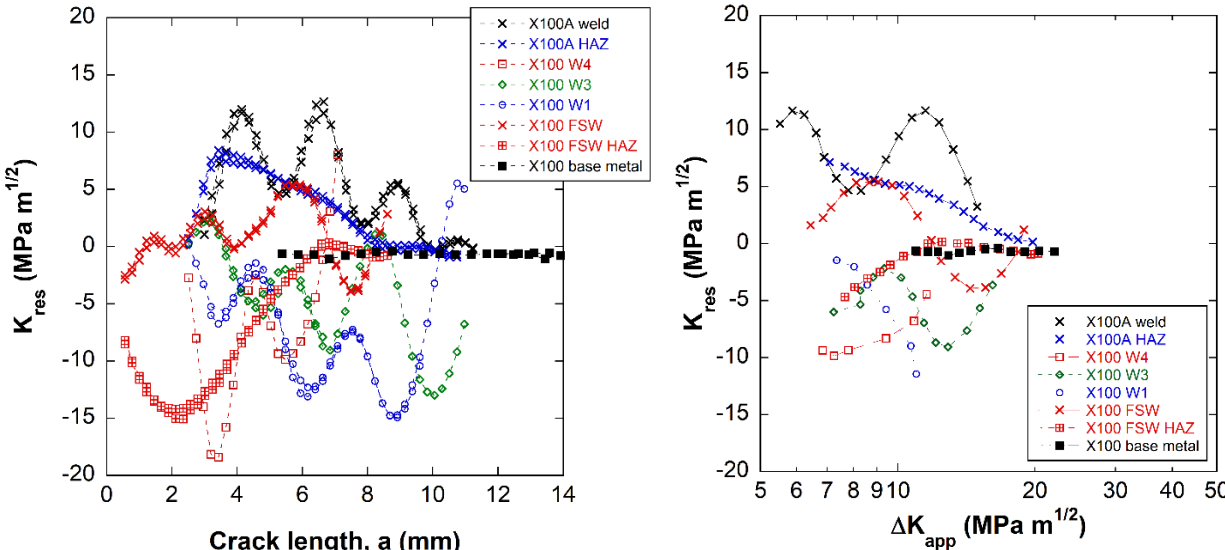 20
15
10
5
0
-5
-10
-15
-20
K_res (MPa m^1/2)
0 2 4 6 8 10 12 14
Crack length, a (mm)
X100A weld
X100A HAZ
X100 W4
X100 W3
X100 W1
X100 FSW
X100 FSW HAZ
X100 base metal
20
15
10
5
0
-5
-10
-15
-20
K_res (MPa m^1/2)
5 6 7 8 9 10 20 30 40 50
ΔK_app (MPa m^1/2)
X100A weld
X100A HAZ
X100 W4
X100 W3
X100 W1
X100 FSW
X100 FSW HAZ
X100 base metal